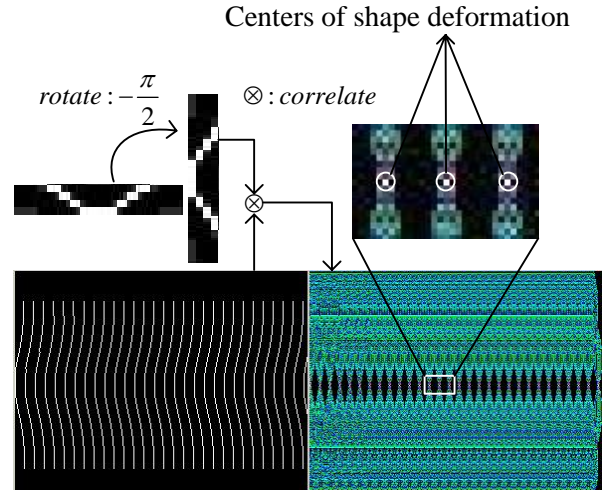 Centers of shape deformation
rotate : −π/2
⊗ : correlate
⊗